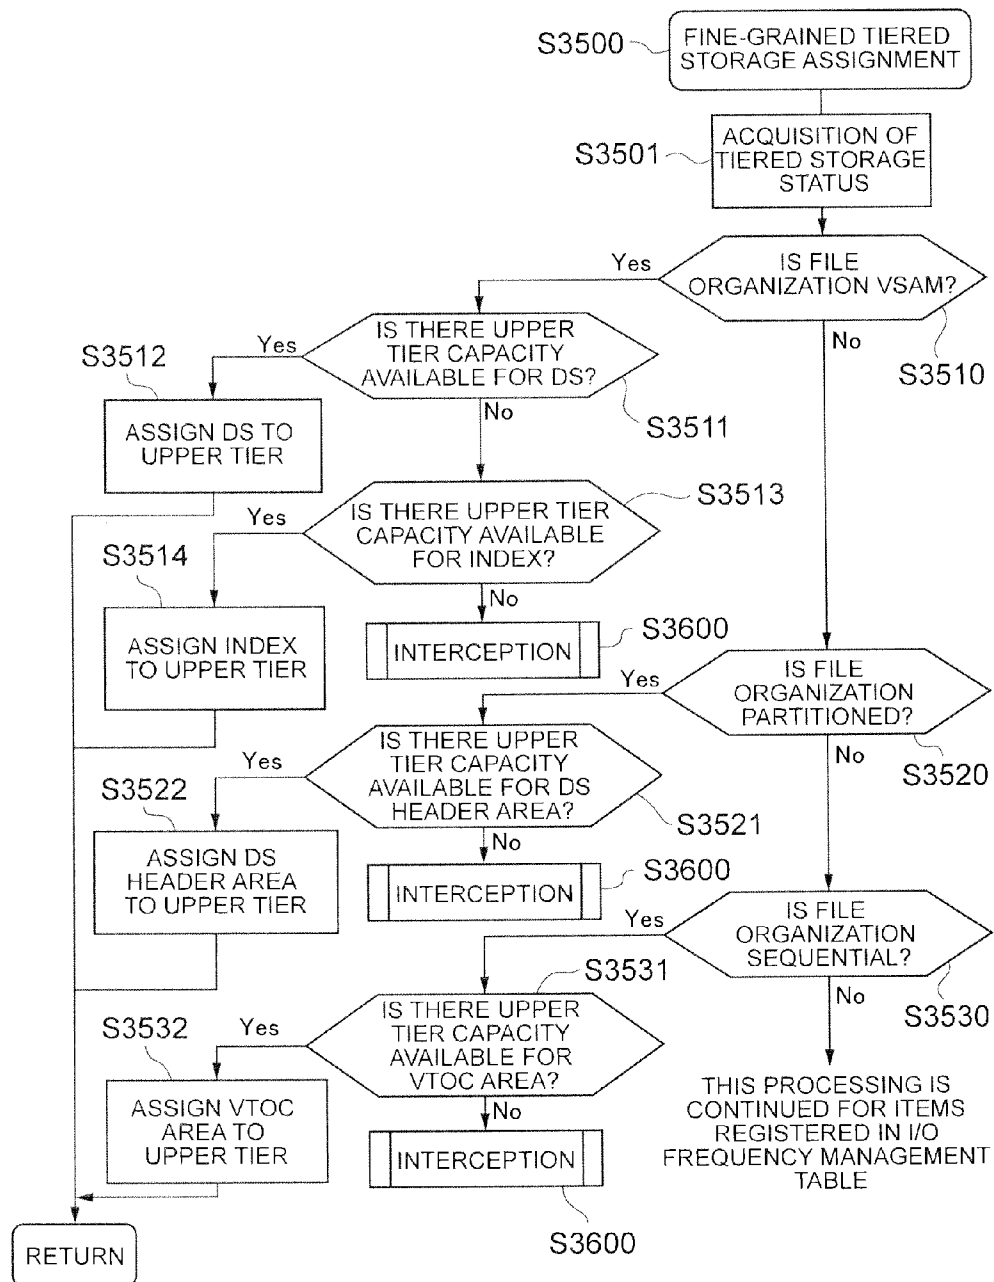 S3500
FINE-GRAINED TIERED
STORAGE ASSIGNMENT
S3501
ACQUISITION OF
TIERED STORAGE
STATUS
Yes
IS FILE
ORGANIZATION VSAM?
No
S3510
IS THERE UPPER
TIER CAPACITY
AVAILABLE FOR DS?
Yes
No
S3511
S3512
ASSIGN DS TO
UPPER TIER
S3513
IS THERE UPPER TIER
CAPACITY AVAILABLE
FOR INDEX?
Yes
No
S3514
ASSIGN INDEX
TO UPPER TIER
S3600
INTERCEPTION
Yes
IS FILE
ORGANIZATION
PARTITIONED?
No
S3520
IS THERE UPPER
TIER CAPACITY
AVAILABLE FOR DS
HEADER AREA?
Yes
No
S3521
S3522
ASSIGN DS
HEADER AREA
TO UPPER TIER
S3600
INTERCEPTION
Yes
IS FILE
ORGANIZATION
SEQUENTIAL?
No
S3530
S3531
IS THERE UPPER
TIER CAPACITY
AVAILABLE FOR
VTOC AREA?
Yes
No
S3532
ASSIGN VTOC
AREA TO
UPPER TIER
INTERCEPTION
S3600
THIS PROCESSING IS
CONTINUED FOR ITEMS
REGISTERED IN I/O
FREQUENCY MANAGEMENT
TABLE
RETURN